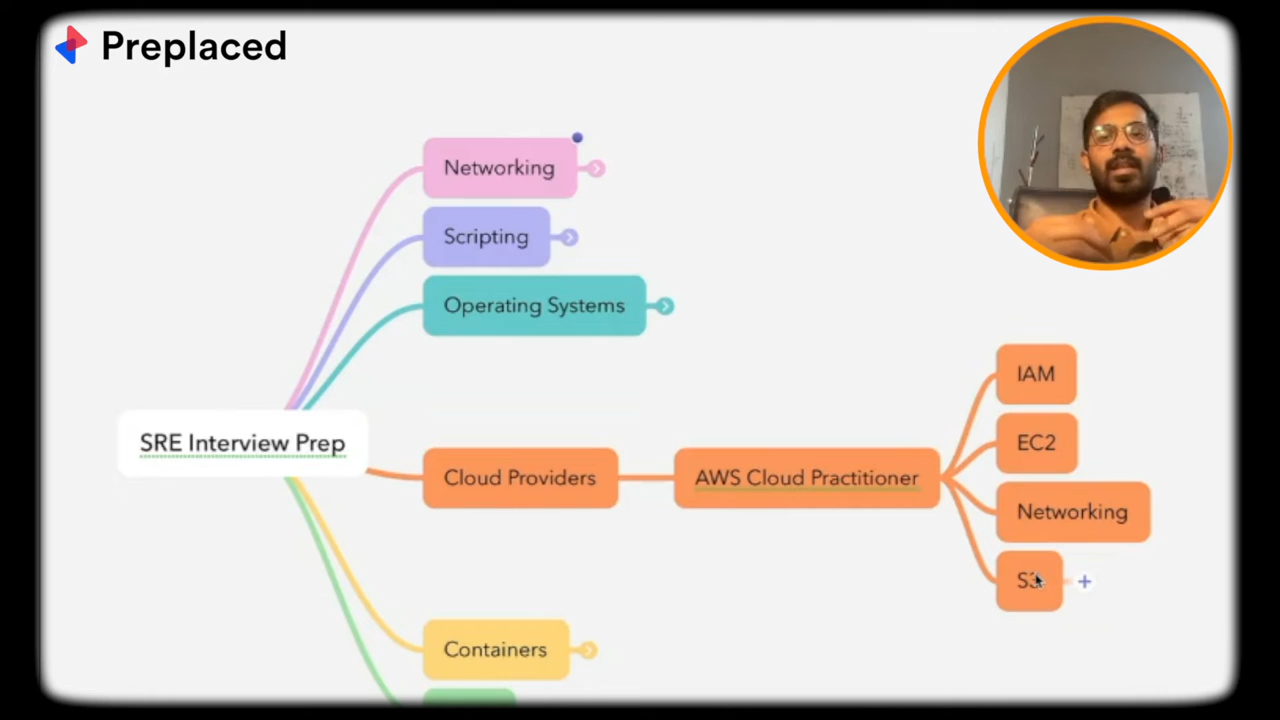 Preplaced
Networking
Scripting
Operating Systems
SRE Interview Prep
Cloud Providers
AWS Cloud Practitioner
IAM
EC2
Networking
S3
Containers